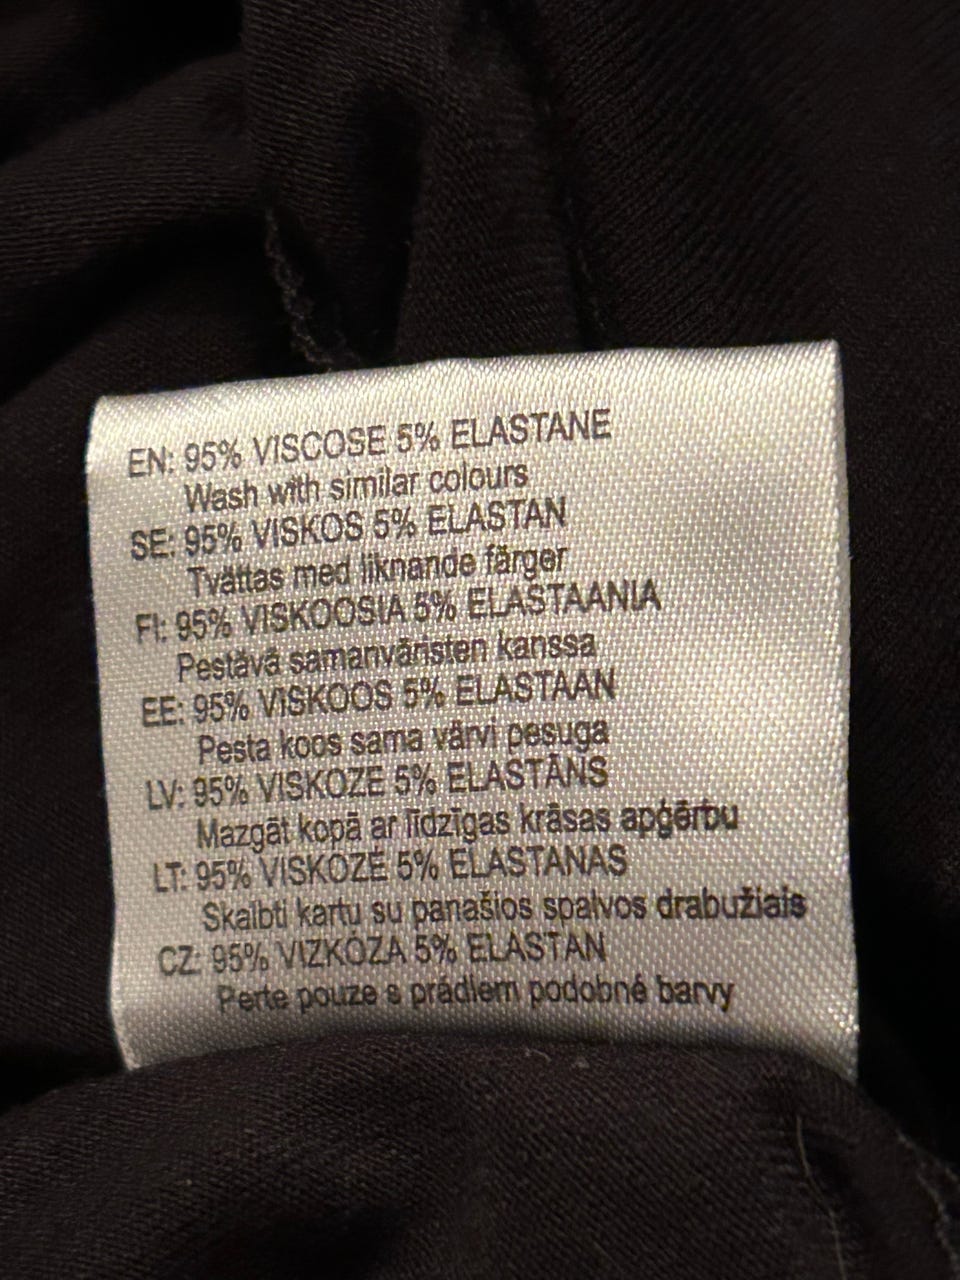 EN: 95% VISCOSE 5% ELASTANE
Wash with similar colours
SE: 95% VISKOS 5% ELASTAN
Tvättas med liknande färger
FI: 95% VISKOOSIA 5% ELASTAANIA
Pestävä samanväristen kanssa
EE: 95% VISKOOS 5% ELASTAAN
Pesta koos sama värvi pesuga
LV: 95% VISKOZE 5% ELASTĀNS
Mazgāt kopā ar līdzīgas krāsas apģērbu
LT: 95% VISKOZĖ 5% ELASTANAS
Skalbti kartu su panašios spalvos drabužiais
CZ: 95% VIZKOZA 5% ELASTAN
Perte pouze s prádlem podobné barvy